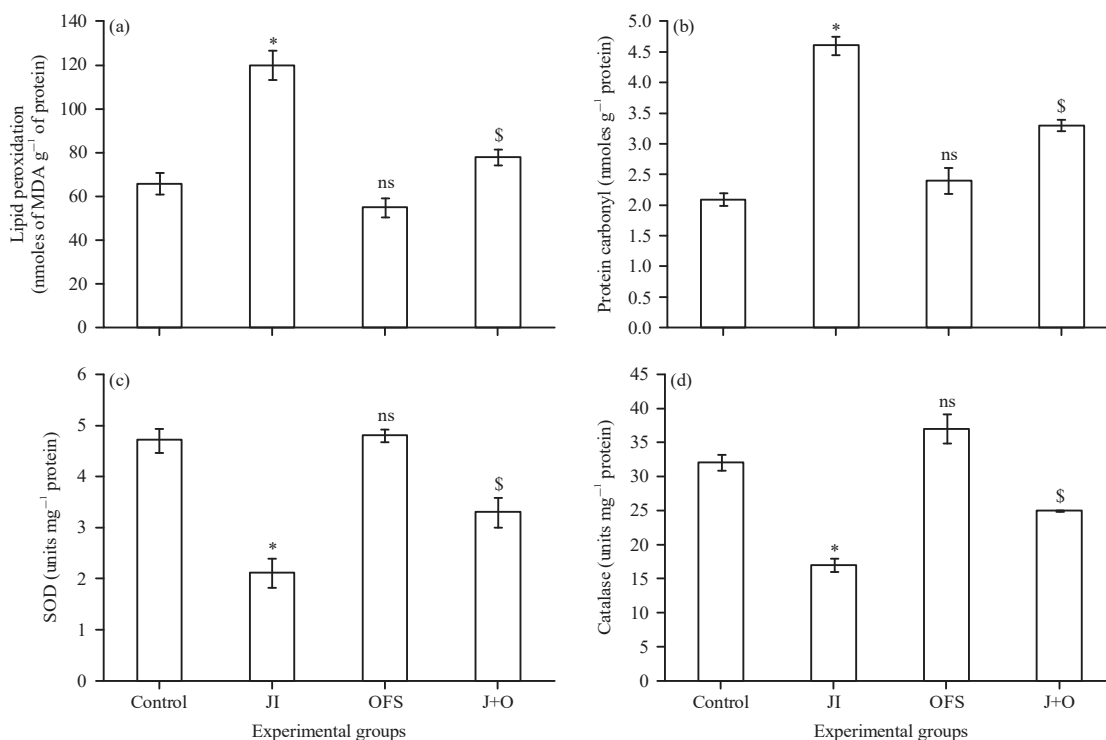 (a)
Lipid peroxidation
(nmoles of MDA g⁻¹ of protein)
140
120
100
80
60
40
20
0
*
ns
$
(b)
Protein carbonyl (nmoles g⁻¹ protein)
5.0
4.5
4.0
3.5
3.0
2.5
2.0
1.5
1.0
0.5
0.0
*
ns
$
(c)
SOD (units mg⁻¹ protein)
6
5
4
3
2
1
0
*
ns
$
Control JI OFS J+O
Experimental groups
(d)
Catalase (units mg⁻¹ protein)
45
40
35
30
25
20
15
10
5
0
*
ns
$
Control JI OFS J+O
Experimental groups